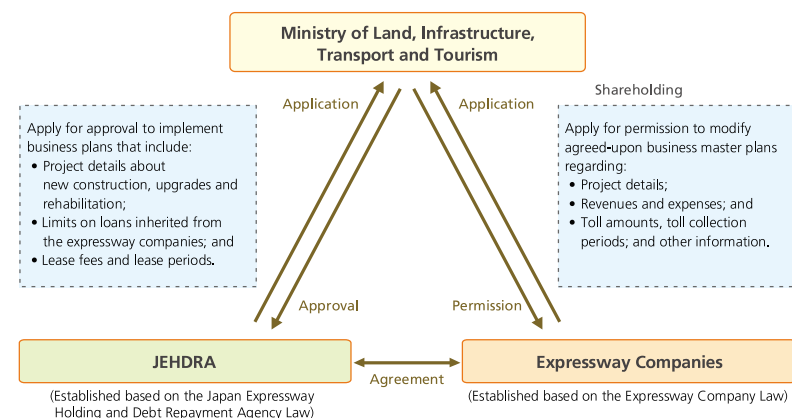 Ministry of Land, Infrastructure,
Transport and Tourism
Shareholding
Application
Application
Apply for approval to implement
business plans that include:
• Project details about
new construction, upgrades and
rehabilitation;
• Limits on loans inherited from
the expressway companies; and
• Lease fees and lease periods.
Apply for permission to modify
agreed-upon business master plans
regarding:
• Project details;
• Revenues and expenses; and
• Toll amounts, toll collection
periods; and other information.
Approval
Permission
JEHDRA
Agreement
Expressway Companies
(Established based on the Japan Expressway
Holding and Debt Repayment Agency Law)
(Established based on the Expressway Company Law)